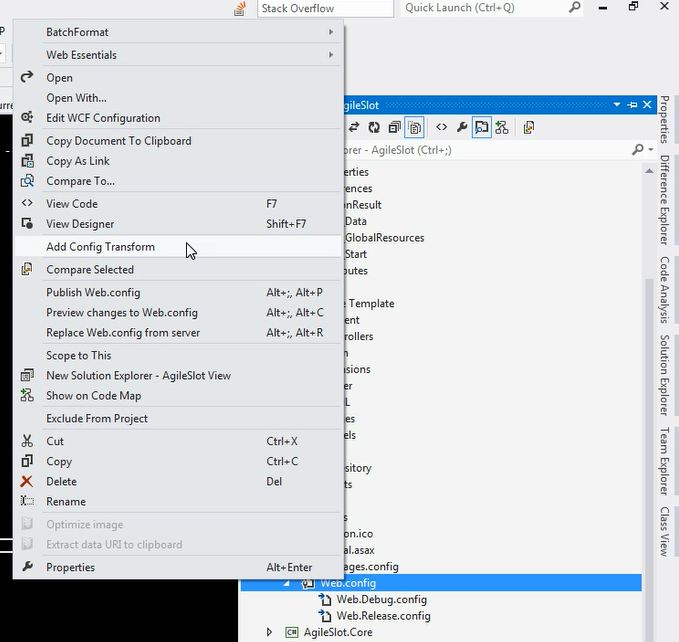 Stack Overflow
Quick Launch (Ctrl+Q)
P
BatchFormat
Web Essentials
Open
Open With...
urre
Edit WCF Configuration
Copy Document To Clipboard
Copy As Link
Compare To...
View Code F7
View Designer Shift+F7
Add Config Transform
Compare Selected
Publish Web.config Alt+;, Alt+P
Preview changes to Web.config Alt+;, Alt+C
Replace Web.config from server Alt+;, Alt+R
Scope to This
New Solution Explorer - AgileSlot View
Show on Code Map
Exclude From Project
Cut Ctrl+X
Copy Ctrl+C
Delete Del
Rename
Optimize image
Extract data URI to clipboard
Properties Alt+Enter
gileSlot
orer - AgileSlot (Ctrl+;)
erties
ences
onResult
Data
GlobalResources
Start
outes
e Template
ent
rollers
n
sions
er
L
es
els
ository
ts
s
on.ico
al.asax
ages.config
Web.config
Web.Debug.config
Web.Release.config
C#
AgileSlot.Core
Properties
Difference Explorer
Code Analysis
Solution Explorer
Team Explorer
Class View